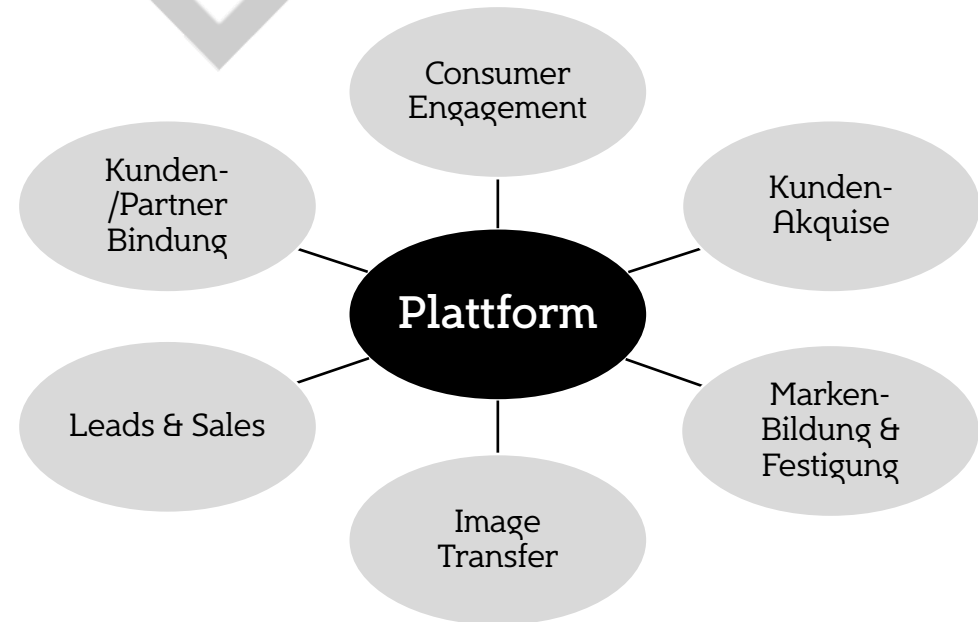 Consumer
Engagement
Kunden-
/Partner
Bindung
Kunden-
Akquise
Plattform
Leads & Sales
Marken-
Bildung &
Festigung
Image
Transfer